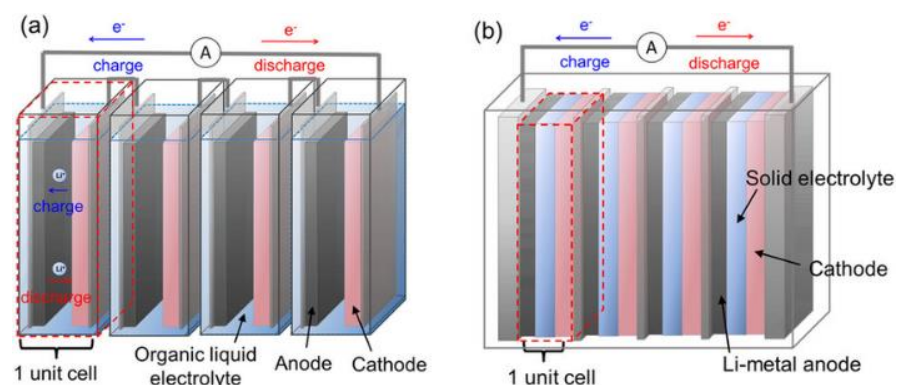 (a)
e-
A
e-
charge
discharge
Li+
charge
Li+
discharge
1 unit cell
Organic liquid
electrolyte
Anode
Cathode
(b)
e-
A
e-
charge
discharge
Solid electrolyte
Cathode
Li-metal anode
1 unit cell